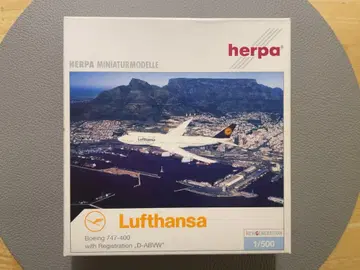 herpa
HERPA MINIATURMODELLE
Lufthansa
Lufthansa
Boeing 747-400
with Registration „D-ABVW"
1/500